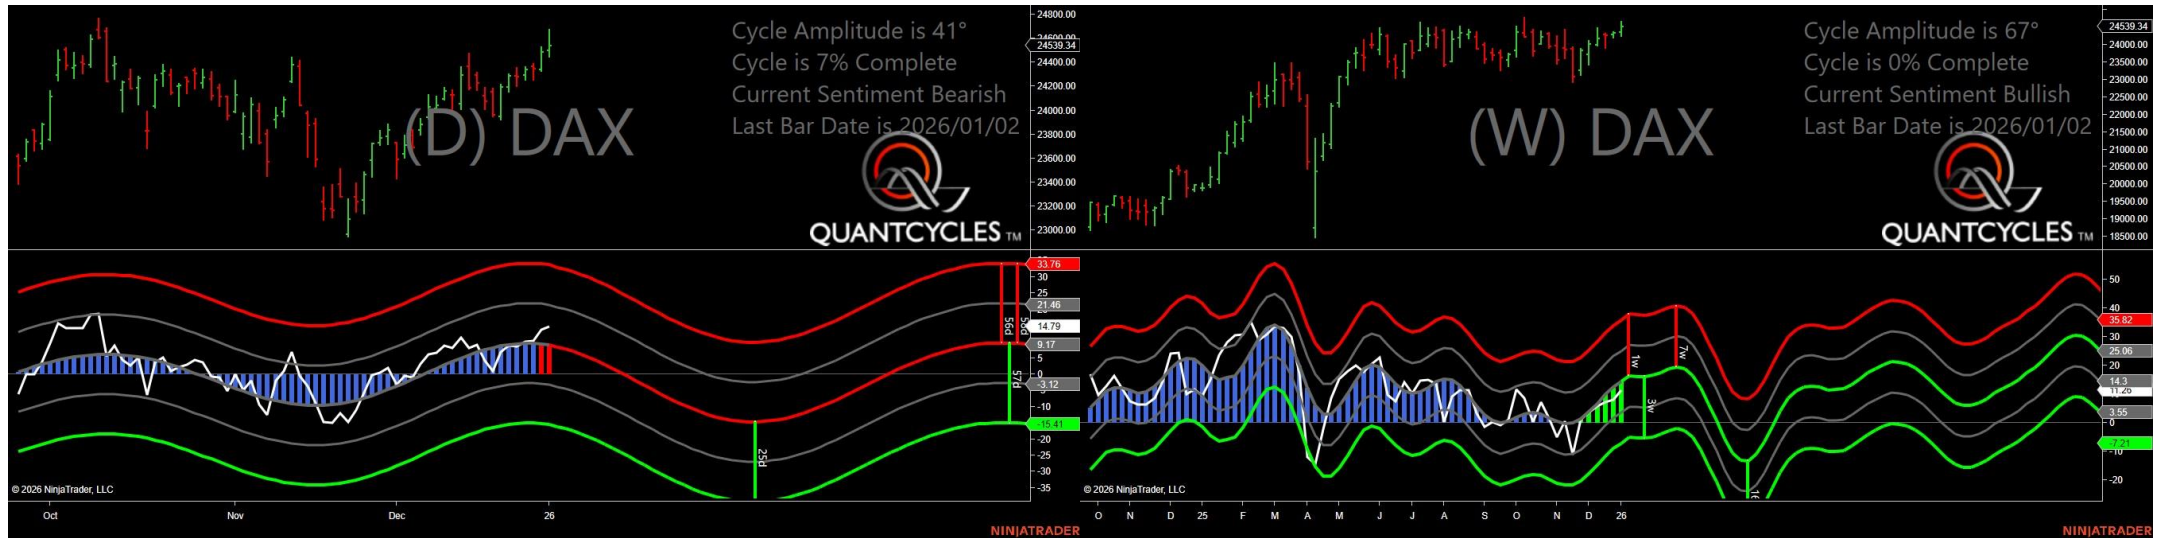 Cycle Amplitude is 41°
Cycle is 7% Complete
Current Sentiment Bearish
Last Bar Date is 2026/01/02
(D) DAX
QUANTCYCLES TM
24800.00
24600.00
24539.34
24400.00
24200.00
24000.00
23800.00
23600.00
23400.00
23200.00
23000.00
33.76
30
25
21.46
14.79
9.17
5
0
-3.12
-10
-15.41
-20
-25
-30
-35
56d
57d
25d
© 2026 NinjaTrader, LLC
Oct Nov Dec 26
NINJATRADER
Cycle Amplitude is 67°
Cycle is 0% Complete
Current Sentiment Bullish
Last Bar Date is 2026/01/02
(W) DAX
QUANTCYCLES TM
24539.34
24000.00
23500.00
23000.00
22500.00
22000.00
21500.00
21000.00
20500.00
20000.00
19500.00
19000.00
18500.00
50
40
35.82
30
25.06
20
14.3
11.26
3.55
0
-7.21
-10
-20
1w
7w
3w
© 2026 NinjaTrader, LLC
O N D 25 F M A M J J A S O N D 26
NINJATRADER